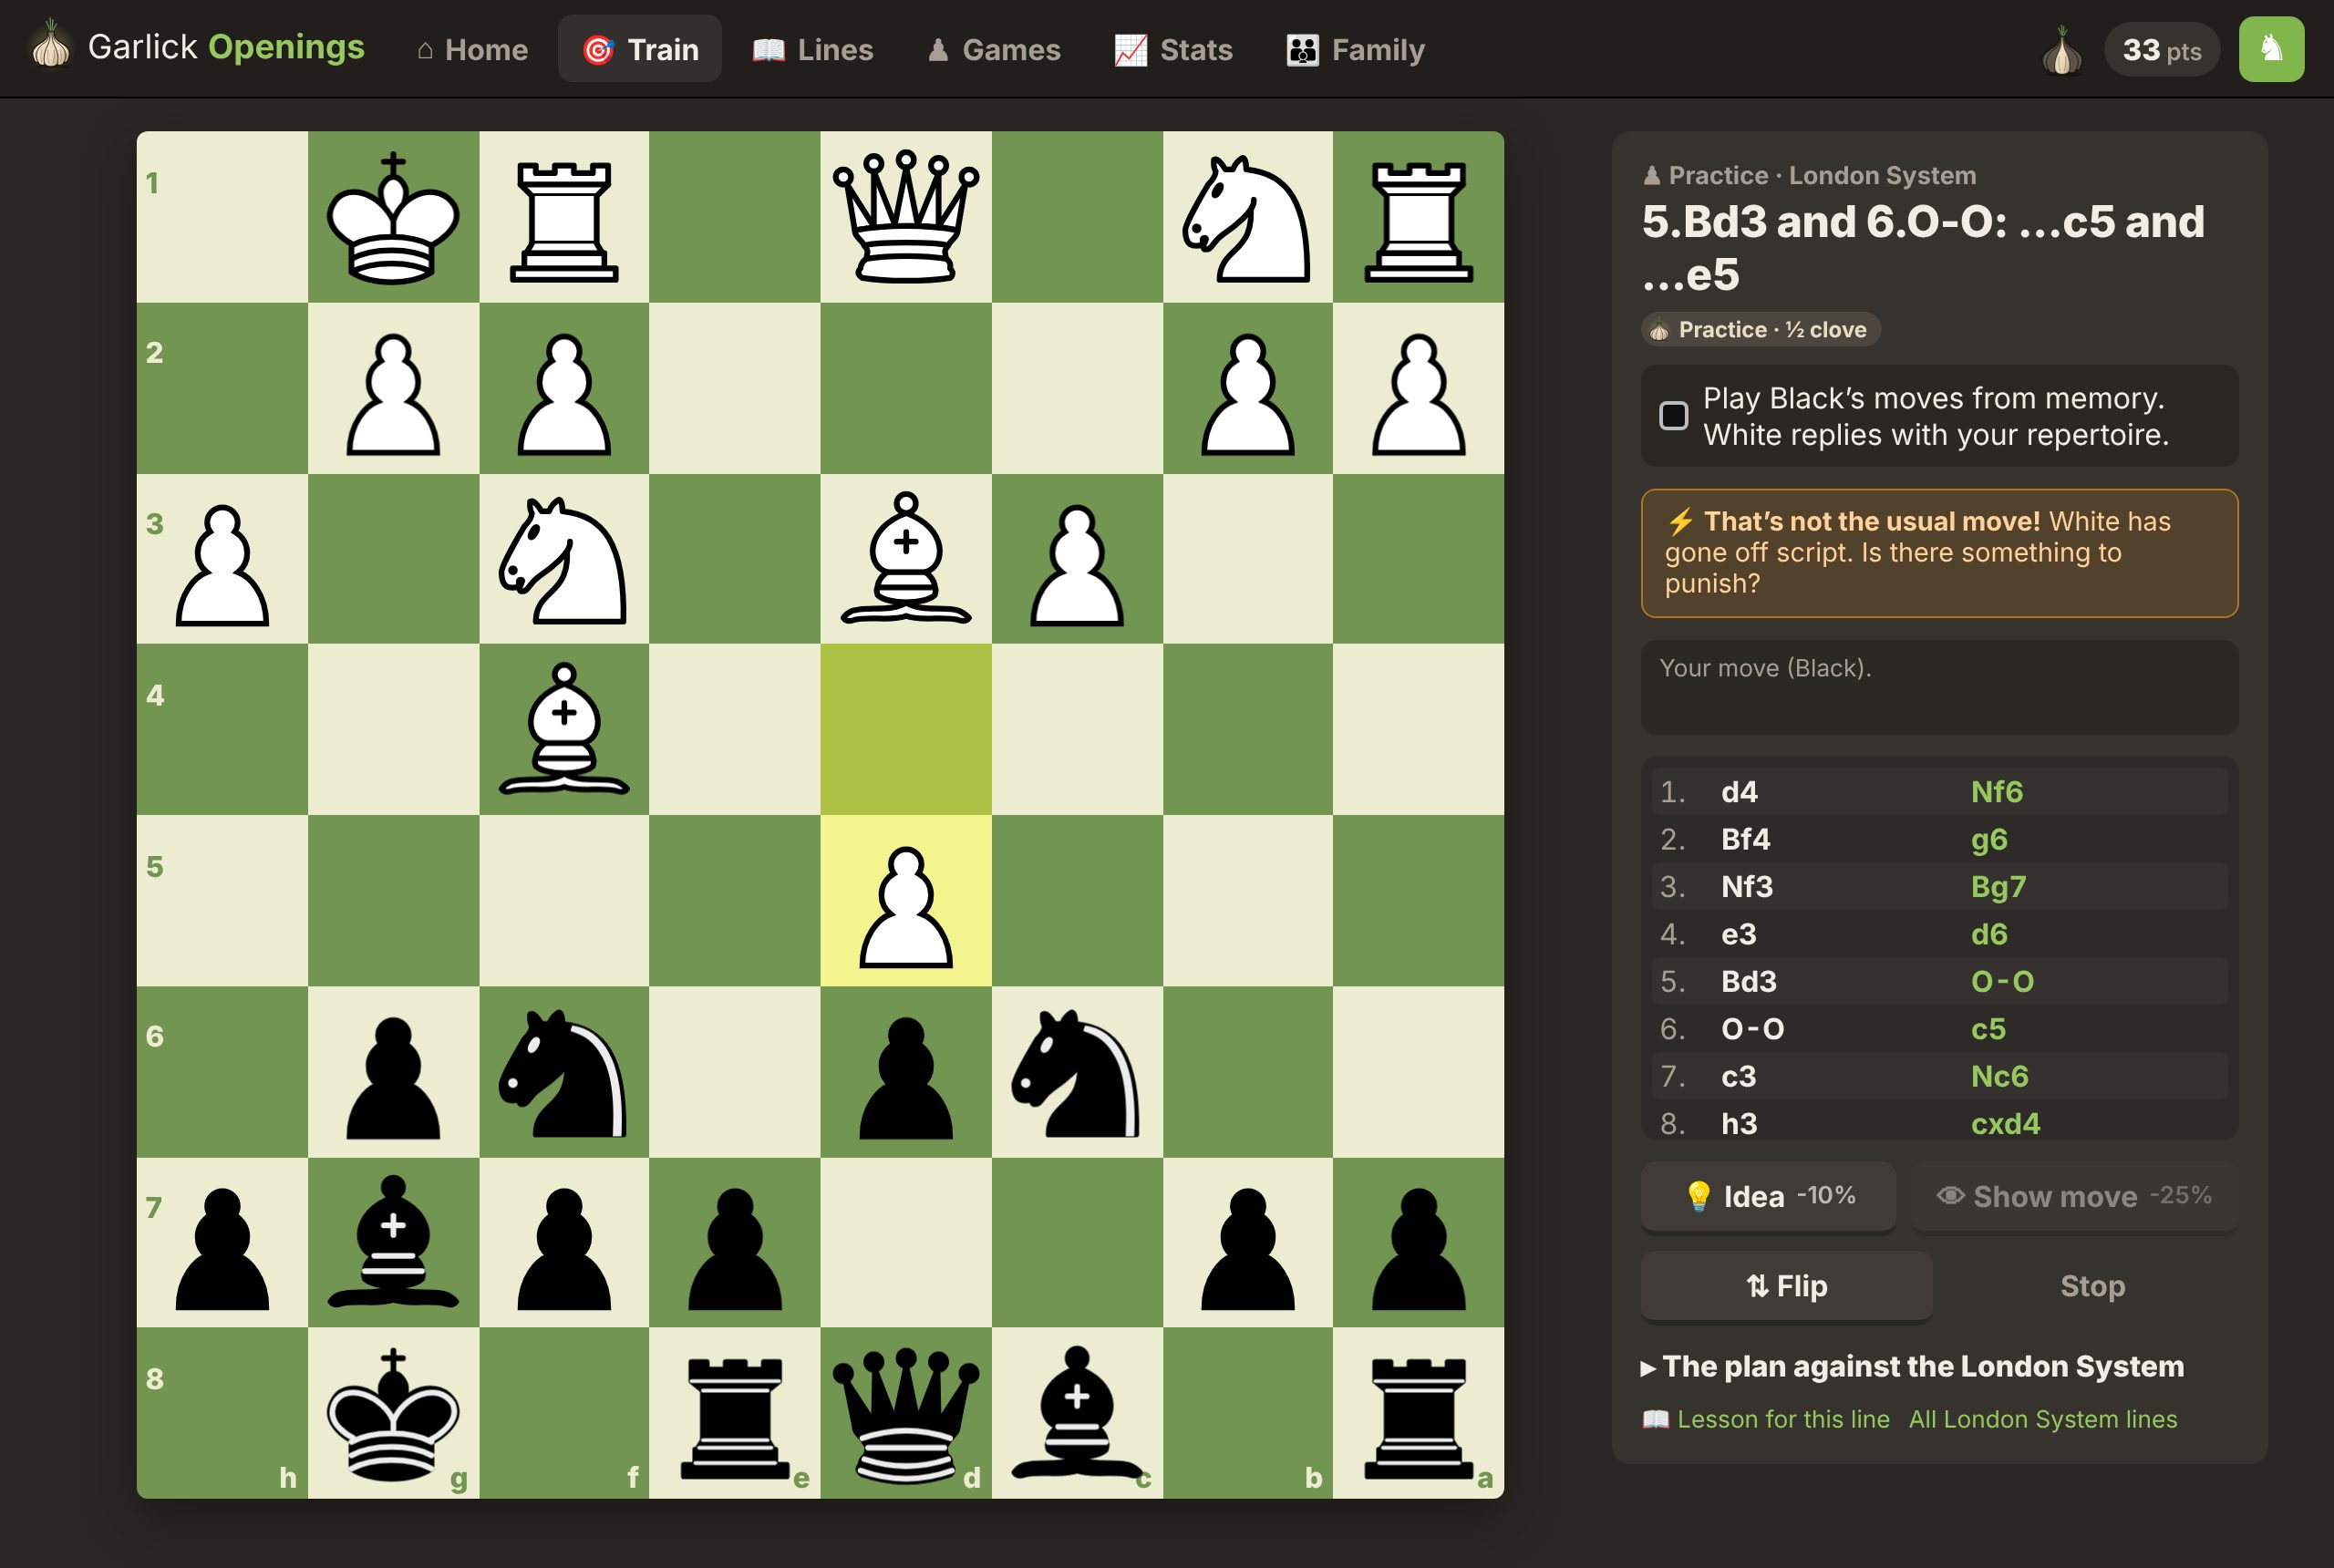 Garlick Openings
Home
Train
Lines
Games
Stats
Family
33 pts
1
2
3
4
5
6
7
8
h
g
f
e
d
c
b
a
Practice · London System
5.Bd3 and 6.O-O: …c5 and
…e5
Practice · ½ clove
Play Black’s moves from memory.
White replies with your repertoire.
That’s not the usual move! White has
gone off script. Is there something to
punish?
Your move (Black).
1. d4 Nf6
2. Bf4 g6
3. Nf3 Bg7
4. e3 d6
5. Bd3 O-O
6. O-O c5
7. c3 Nc6
8. h3 cxd4
Idea -10%
Show move -25%
⇅ Flip
Stop
▸ The plan against the London System
Lesson for this line All London System lines